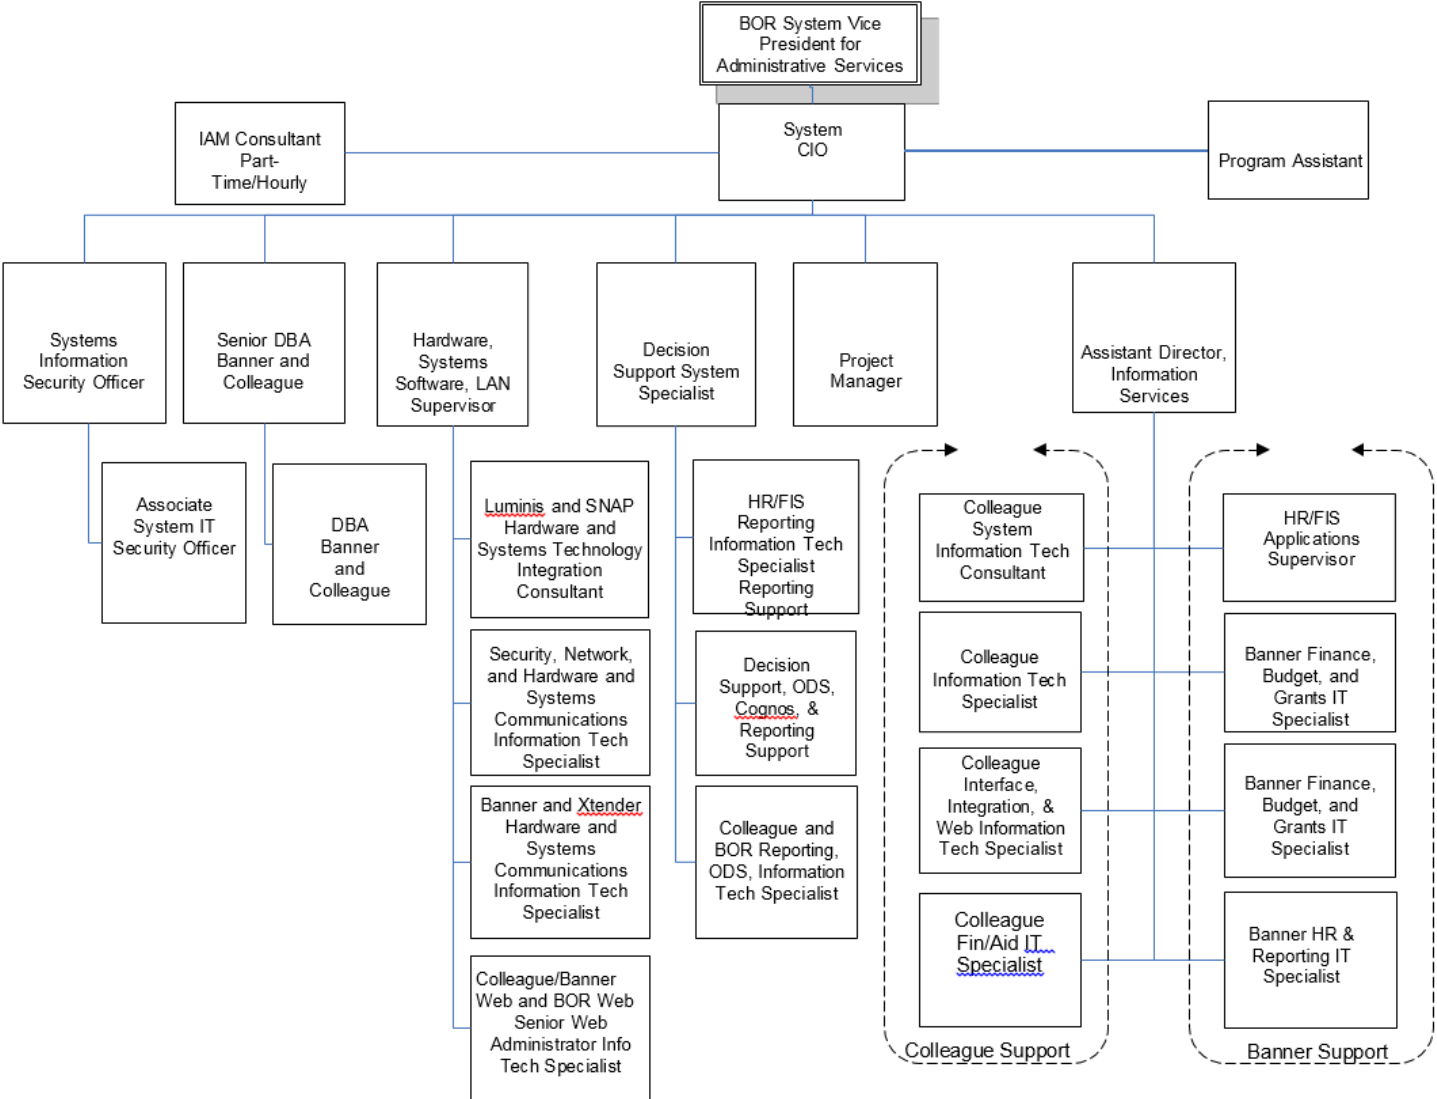 BOR System Vice
President for
Administrative Services
IAM Consultant
Part-
Time/Hourly
System
CIO
Program Assistant
Systems
Information
Security Officer
Senior DBA
Banner and
Colleague
Hardware,
Systems
Software, LAN
Supervisor
Decision
Support System
Specialist
Project
Manager
Assistant Director,
Information
Services
Associate
System IT
Security Officer
DBA
Banner
and
Colleague
Luminis and SNAP
Hardware and
Systems Technology
Integration
Consultant
Security, Network,
and Hardware and
Systems
Communications
Information Tech
Specialist
Banner and Xtender
Hardware and
Systems
Communications
Information Tech
Specialist
Colleague/Banner
Web and BOR Web
Senior Web
Administrator Info
Tech Specialist
HR/FIS
Reporting
Information Tech
Specialist
Reporting
Support
Decision
Support, ODS,
Cognos, &
Reporting
Support
Colleague and
BOR Reporting,
ODS, Information
Tech Specialist
Colleague
System
Information Tech
Consultant
Colleague
Information Tech
Specialist
Colleague
Interface,
Integration, &
Web Information
Tech Specialist
Colleague
Fin/Aid IT
Specialist
Colleague Support
HR/FIS
Applications
Supervisor
Banner Finance,
Budget, and
Grants IT
Specialist
Banner Finance,
Budget, and
Grants IT
Specialist
Banner HR &
Reporting IT
Specialist
Banner Support